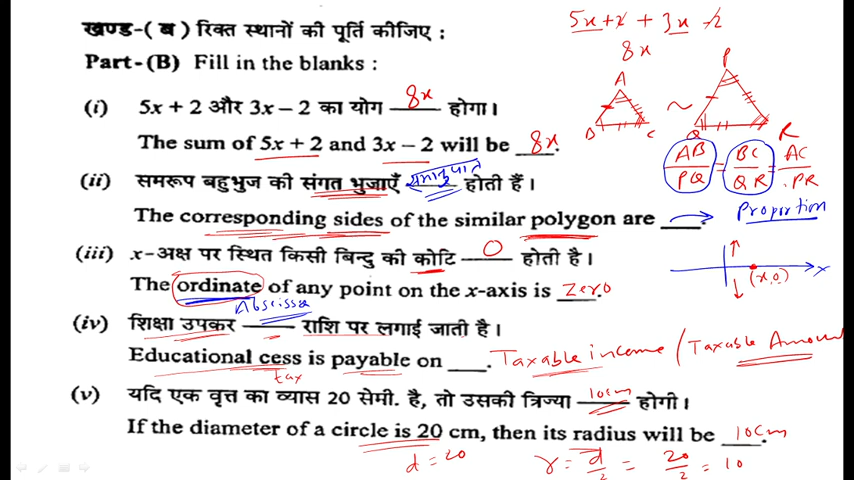 खण्ड-( ब ) रिक्त स्थानों की पूर्ति कीजिए :
5x+2 + 3x-2
8x
Part-(B) Fill in the blanks :
(i) 5x + 2 और 3x − 2 का योग 8x होगा।
A
B C
~
P
Q R
The sum of 5x + 2 and 3x − 2 will be 8x.
AB/PQ = BC/QR = AC/PR
(ii) समरूप बहुभुज की संगत भुजाएँ समानुपात होती हैं।
The corresponding sides of the similar polygon are ___ → Proportion
(iii) x-अक्ष पर स्थित किसी बिन्दु की कोटि 0 होती है।
The ordinate of any point on the x-axis is zero.
(x,0) x
Abscissa
(iv) शिक्षा उपकर ___ राशि पर लगाई जाती है।
Educational cess is payable on ___. Taxable income / Taxable Amount
tax
(v) यदि एक वृत्त का व्यास 20 सेमी. है, तो उसकी त्रिज्या 10cm होगी।
If the diameter of a circle is 20 cm, then its radius will be 10cm.
d = 20 r = d/2 = 20/2 = 10